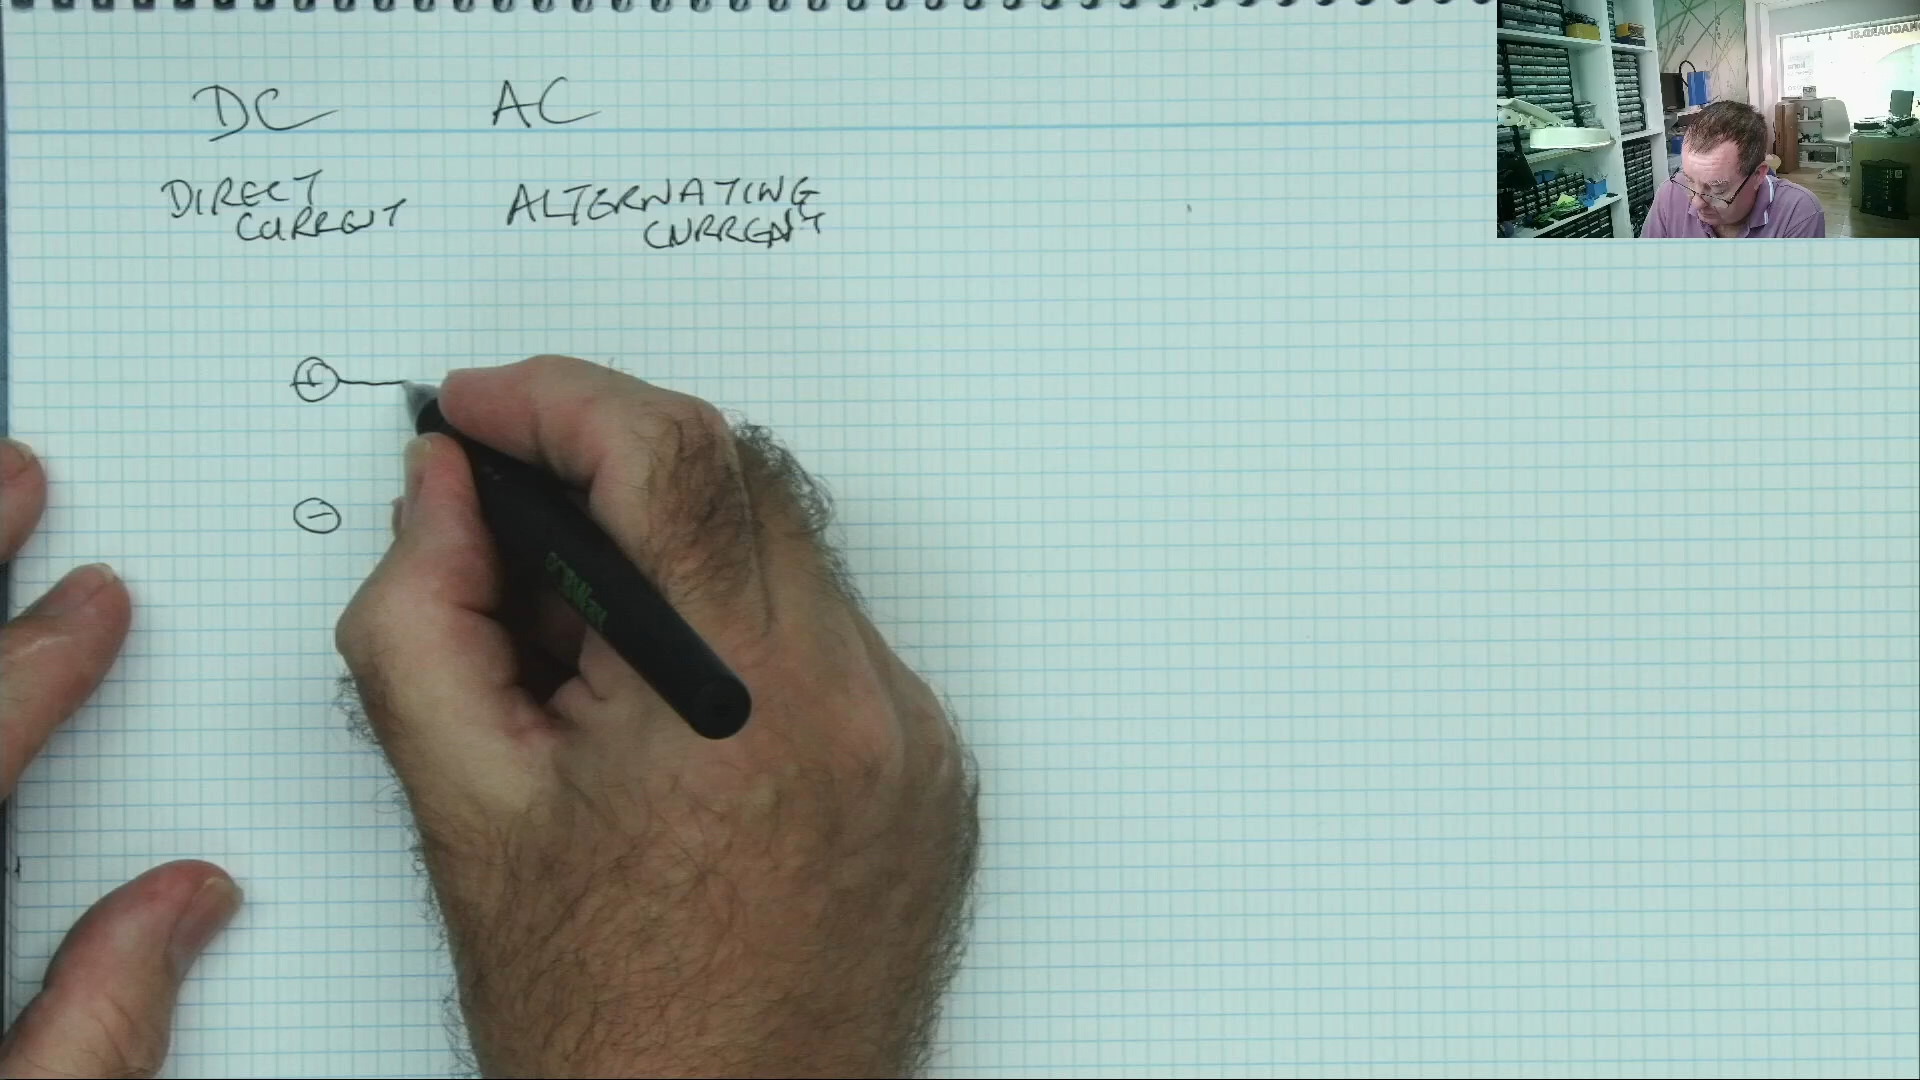 DC AC
DIRECT
CURRENT
ALTERNATING
CURRENT
+
−